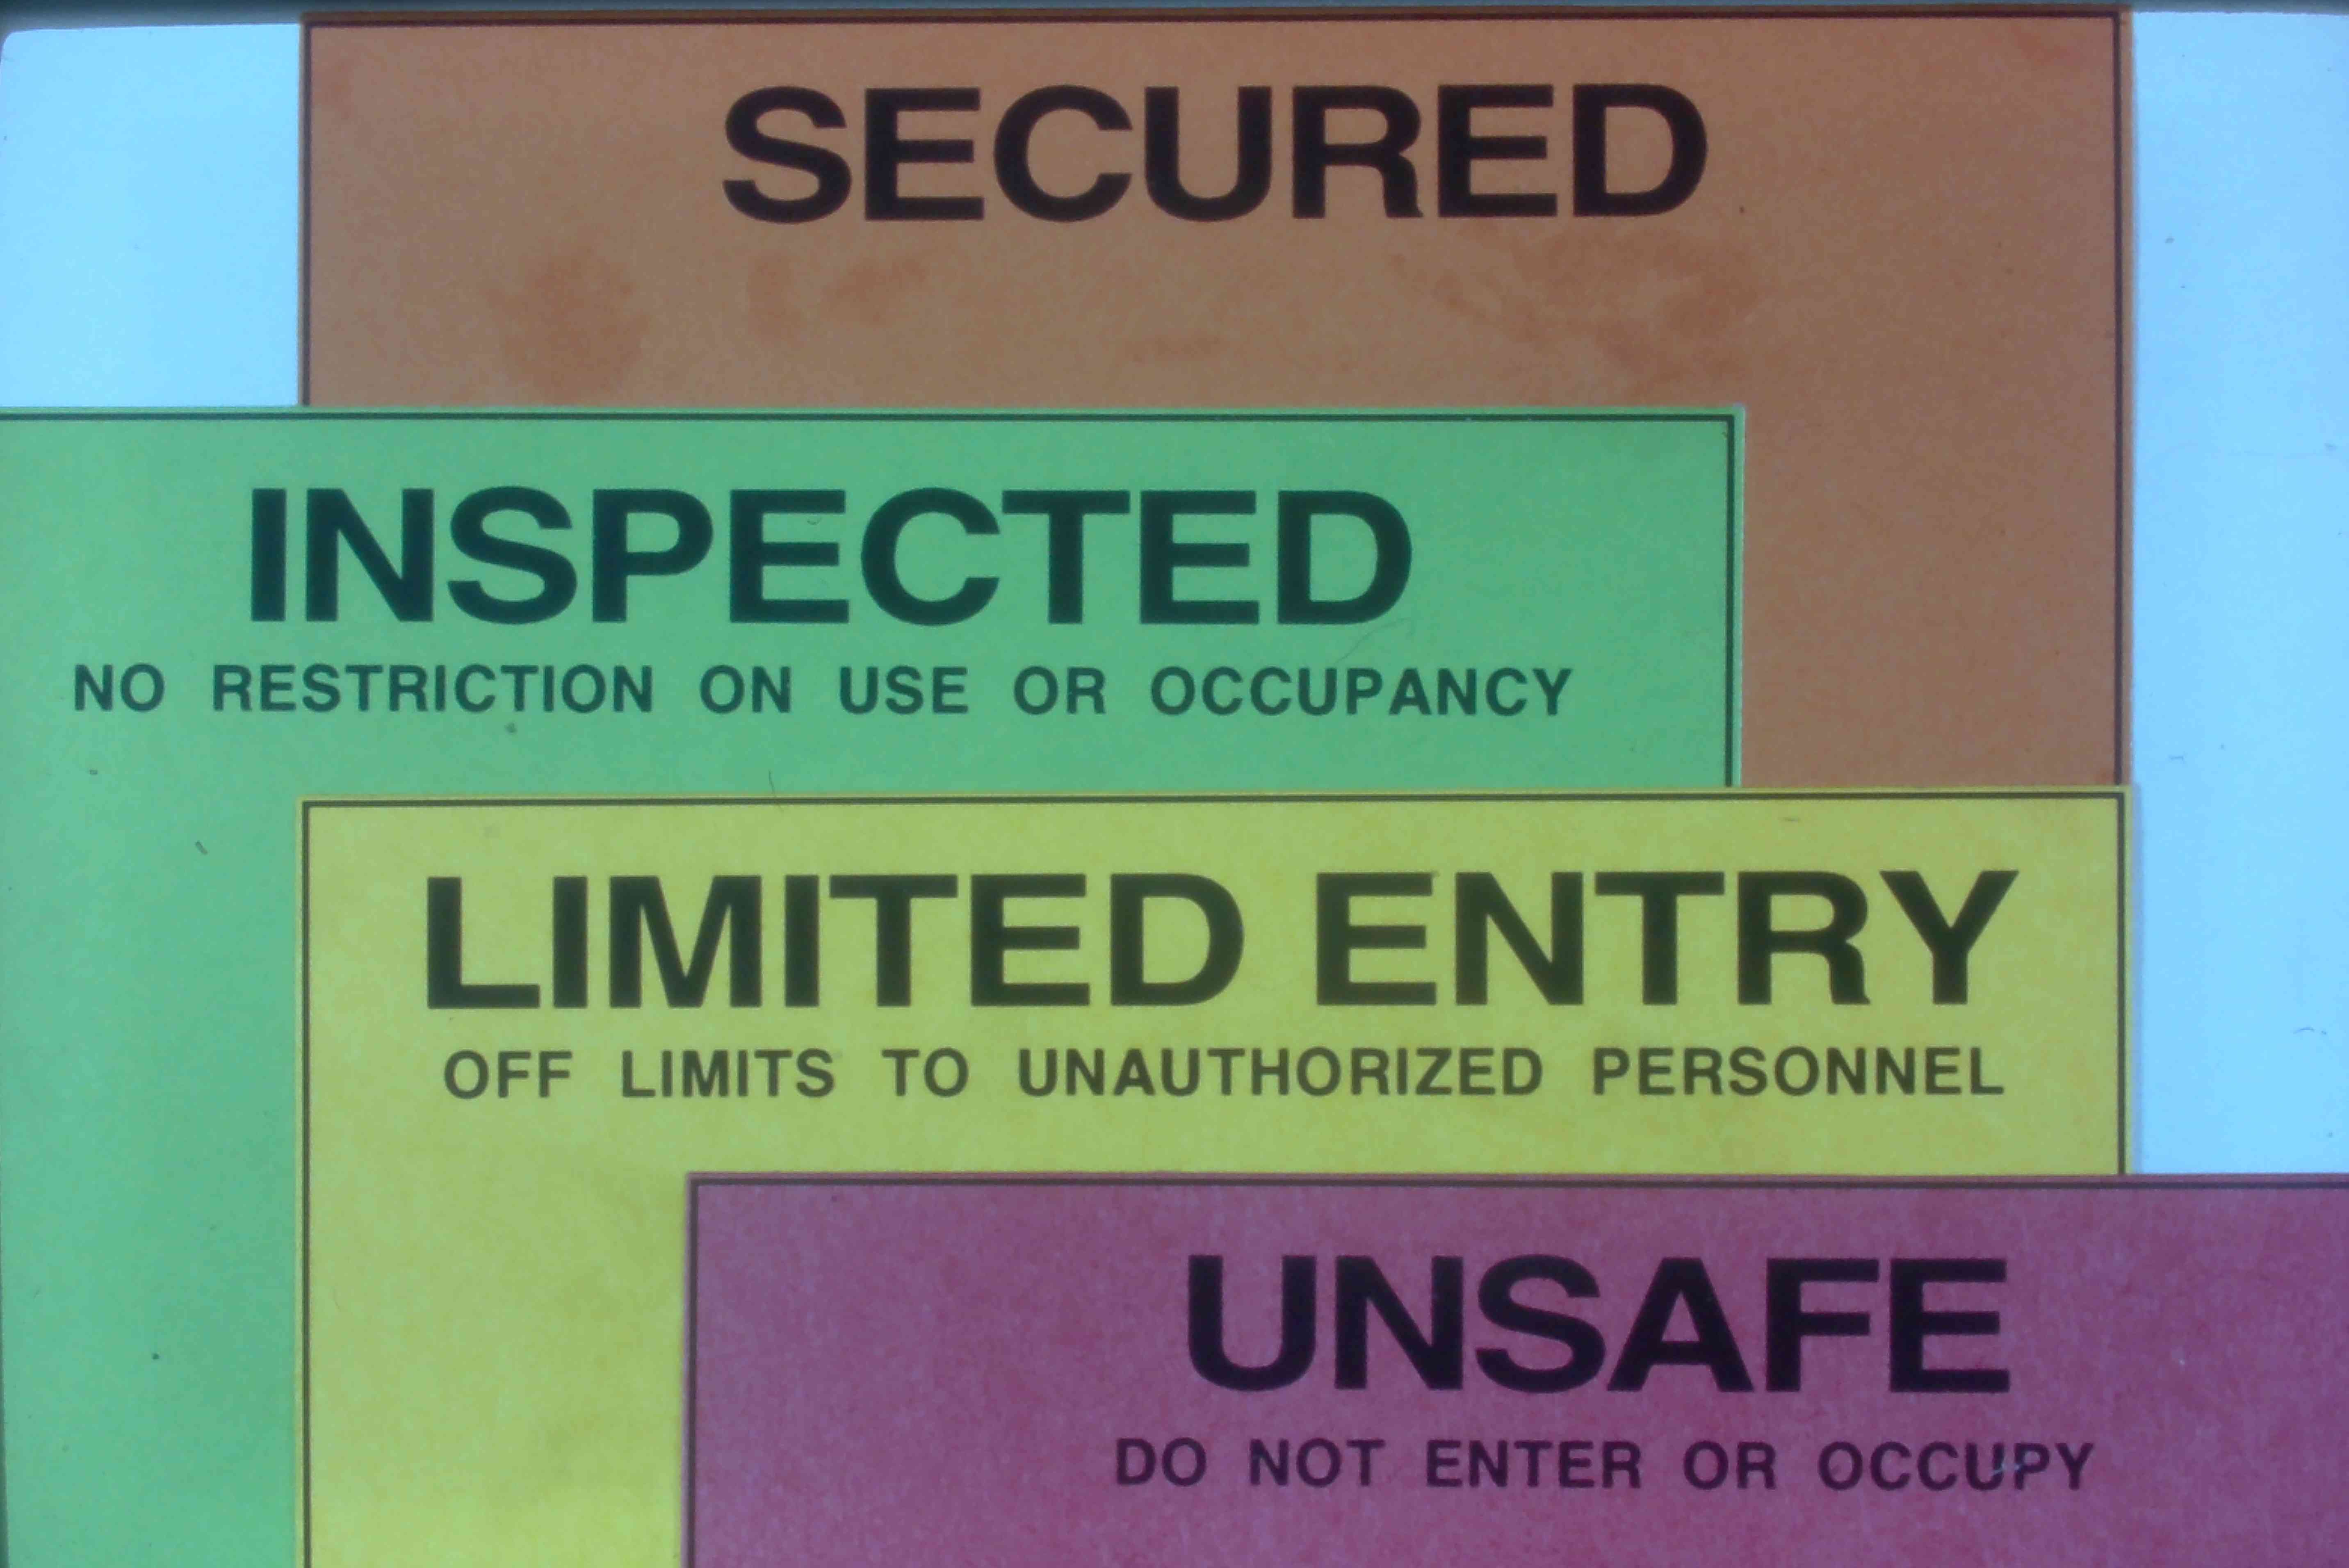 SECURED
INSPECTED
NO RESTRICTION ON USE OR OCCUPANCY
LIMITED ENTRY
OFF LIMITS TO UNAUTHORIZED PERSONNEL
UNSAFE
DO NOT ENTER OR OCCUPY